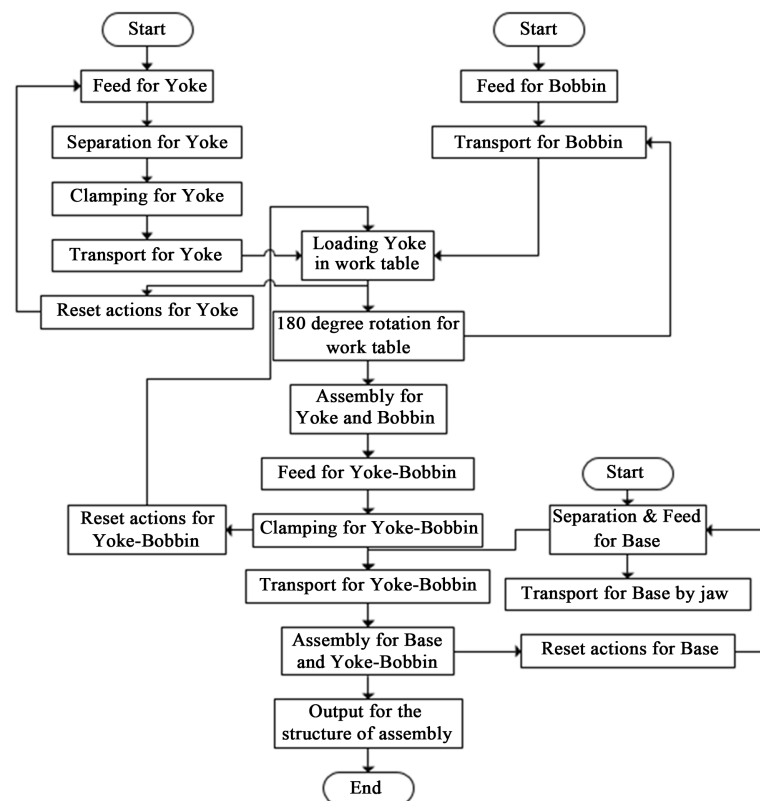 Start
Start
Feed for Yoke
Feed for Bobbin
Separation for Yoke
Transport for Bobbin
Clamping for Yoke
Transport for Yoke
Loading Yoke
in work table
Reset actions for Yoke
180 degree rotation for
work table
Assembly for
Yoke and Bobbin
Feed for Yoke-Bobbin
Start
Reset actions for
Yoke-Bobbin
Clamping for Yoke-Bobbin
Separation & Feed
for Base
Transport for Yoke-Bobbin
Transport for Base by jaw
Assembly for Base
and Yoke-Bobbin
Reset actions for Base
Output for the
structure of assembly
End